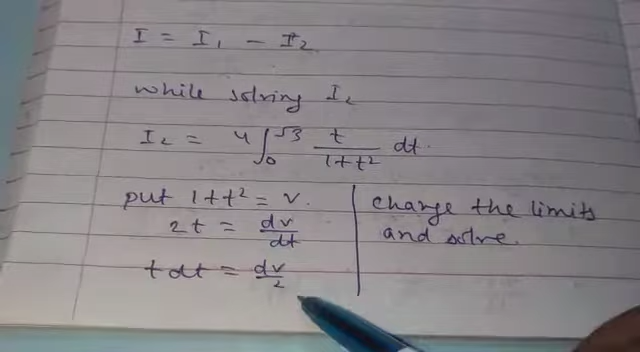 I = I₁ - I₂
while solving I₂
I₂ = 4∫₀^√3 t/(1+t²) dt.
put 1+t² = v.
2t = dv/dt
t dt = dv/2
change the limits
and solve.